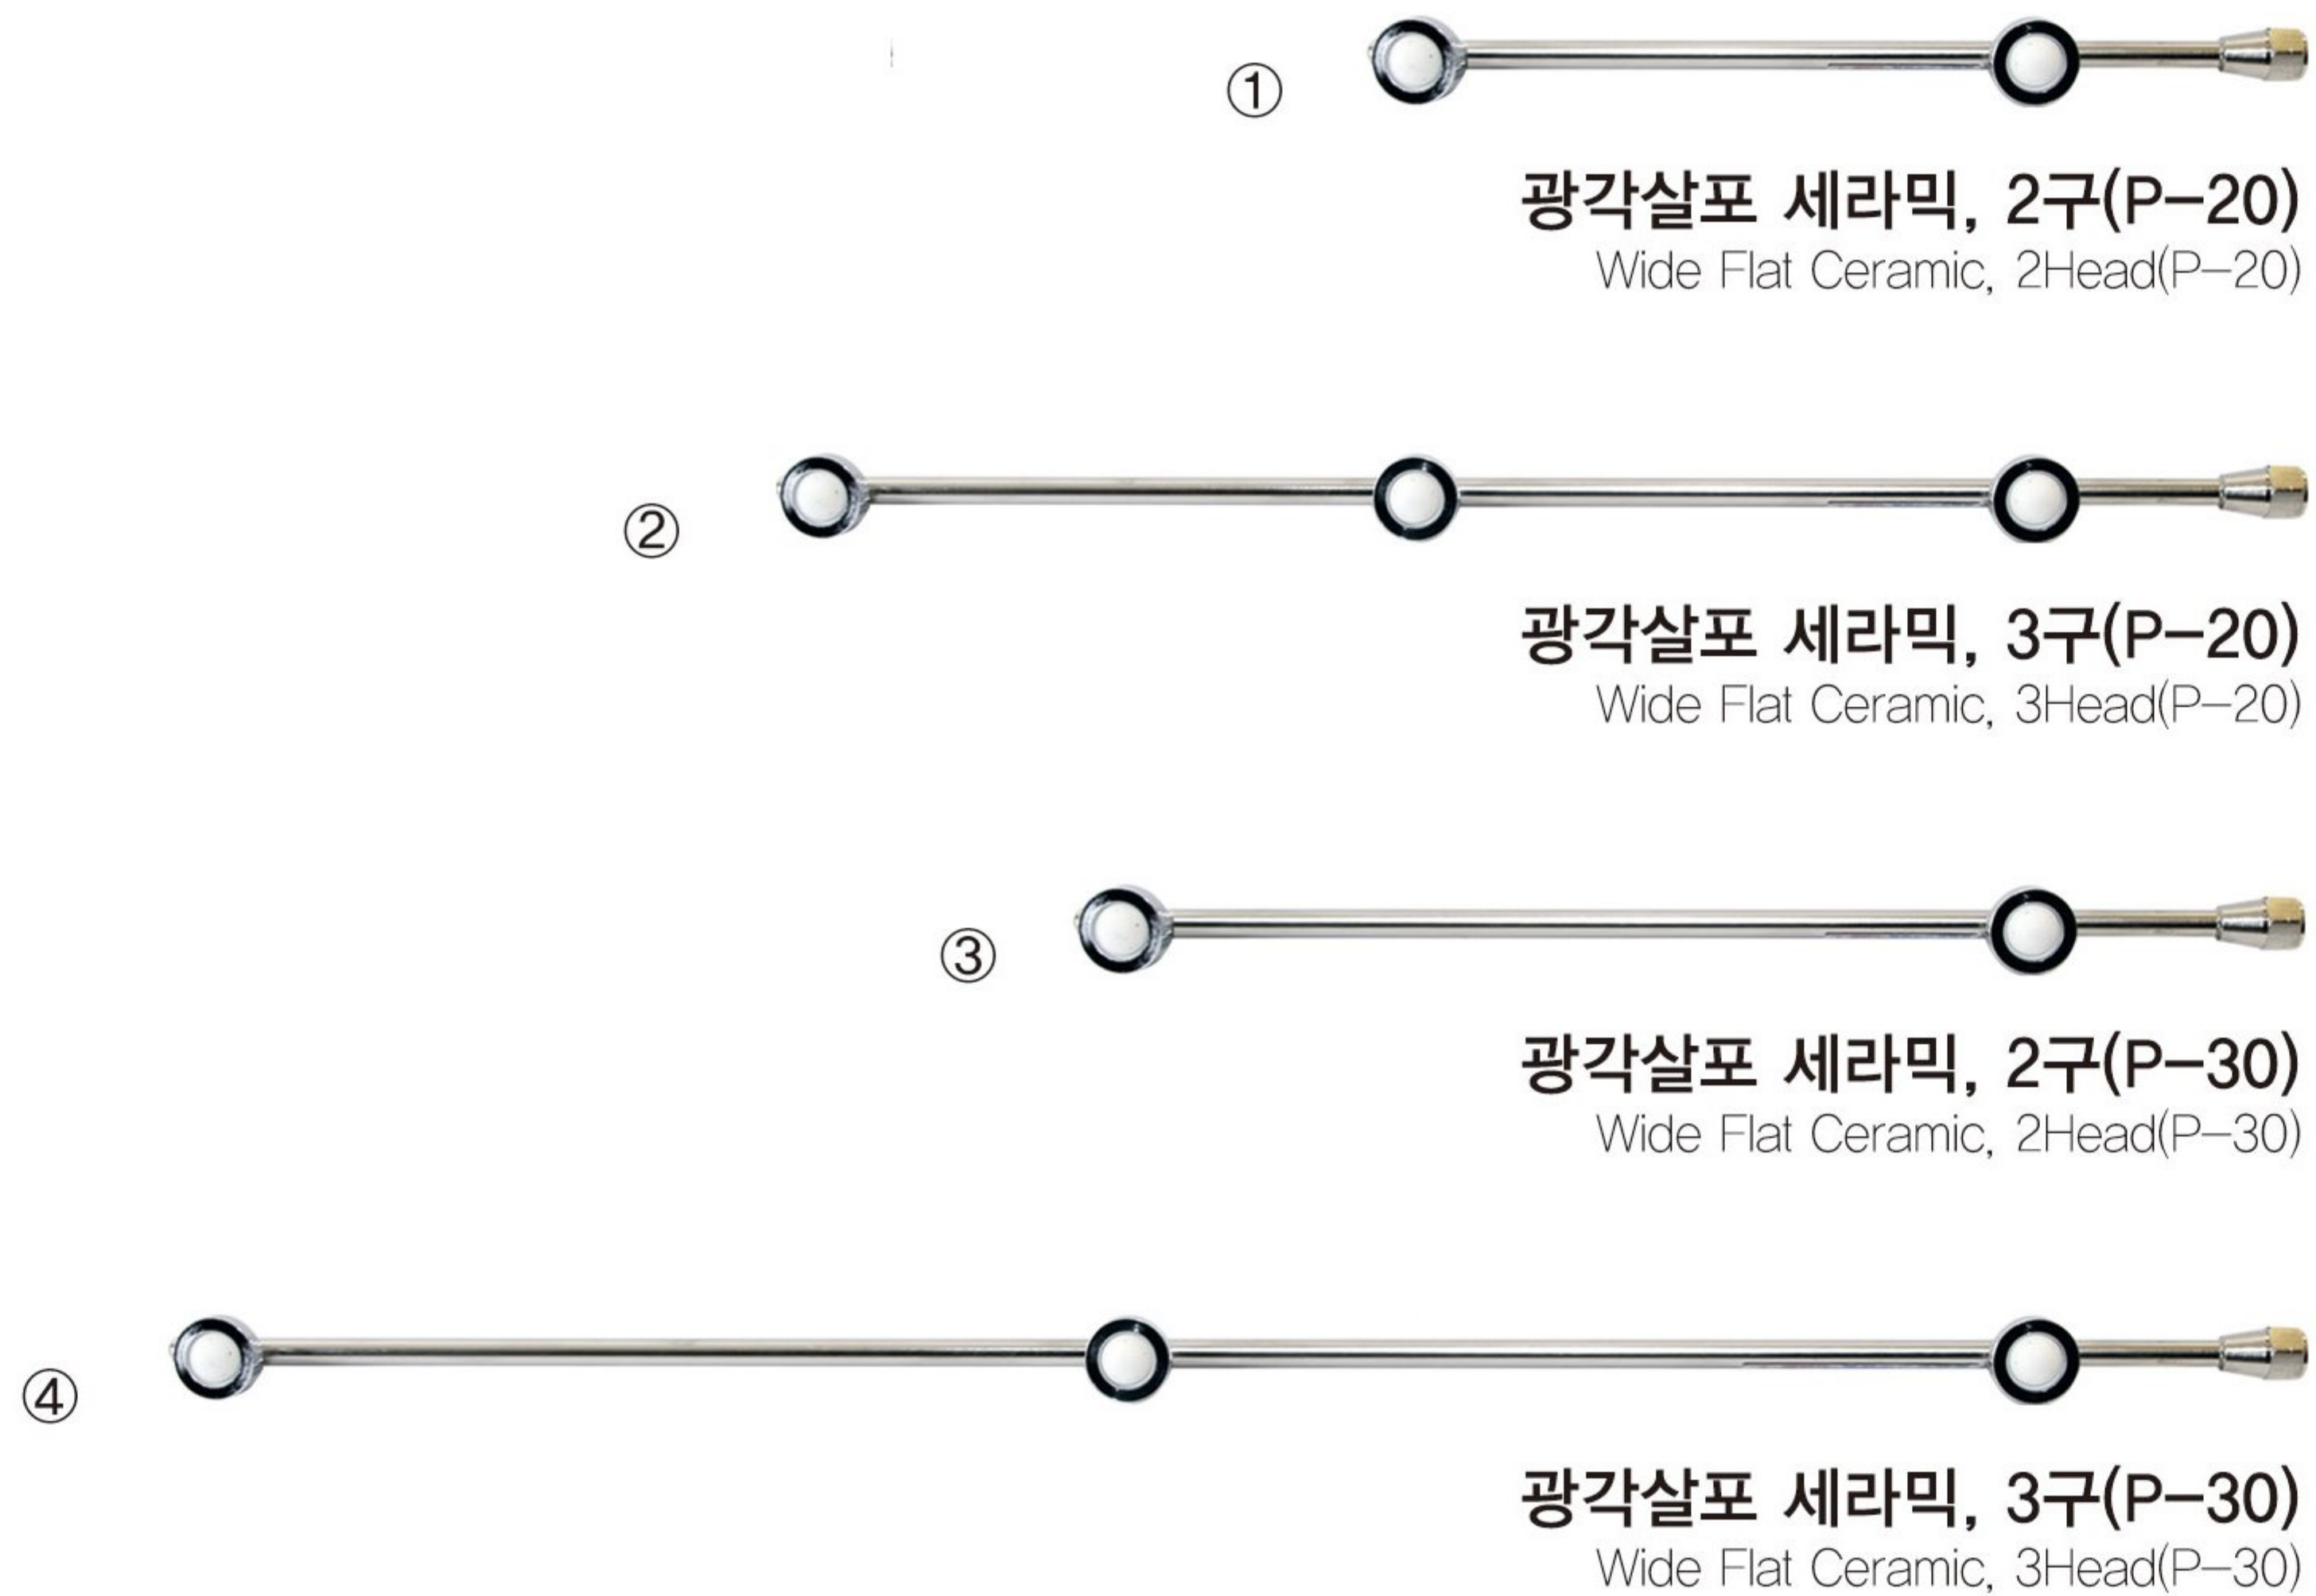 ①
광각살포 세라믹, 2구(P-20)
Wide Flat Ceramic, 2Head(P-20)
②
광각살포 세라믹, 3구(P-20)
Wide Flat Ceramic, 3Head(P-20)
③
광각살포 세라믹, 2구(P-30)
Wide Flat Ceramic, 2Head(P-30)
④
광각살포 세라믹, 3구(P-30)
Wide Flat Ceramic, 3Head(P-30)